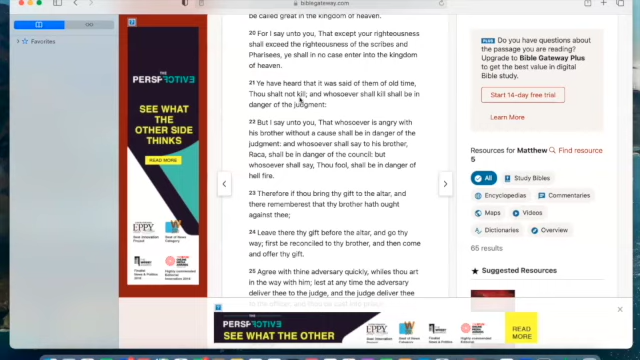 biblegateway.com
Favorites
THE
PERSPECTIVE
SEE WHAT
THE
OTHER SIDE
THINKS
READ MORE
EPPY
be called great in the kingdom of heaven.
20 For I say unto you, That except your righteousness
shall exceed the righteousness of the scribes and
Pharisees, ye shall in no case enter into the kingdom
of heaven.
21 Ye have heard that it was said of them of old time,
Thou shalt not kill; and whosoever shall kill shall be in
danger of the judgment:
22 But I say unto you, That whosoever is angry with
his brother without a cause shall be in danger of the
judgment: and whosoever shall say to his brother,
Raca, shall be in danger of the council: but
whosoever shall say, Thou fool, shall be in danger of
hell fire.
23 Therefore if thou bring thy gift to the altar, and
there rememberest that thy brother hath ought
against thee;
24 Leave there thy gift before the altar, and go thy
way; first be reconciled to thy brother, and then come
and offer thy gift.
25 Agree with thine adversary quickly, whiles thou art
in the way with him; lest at any time the adversary
deliver thee to the judge, and the judge deliver thee
PLUS Do you have questions about
the passage you are reading?
Upgrade to Bible Gateway Plus
to get the best value in digital
Bible study.
Start 14-day free trial
Learn More
Resources for Matthew
5
Find resource
All
Study Bibles
Encyclopedias
Commentaries
Maps
Videos
Dictionaries
Overview
65 results
Suggested Resources
THE
PERSPECTIVE
SEE WHAT THE OTHER
EPPY
READ
MORE